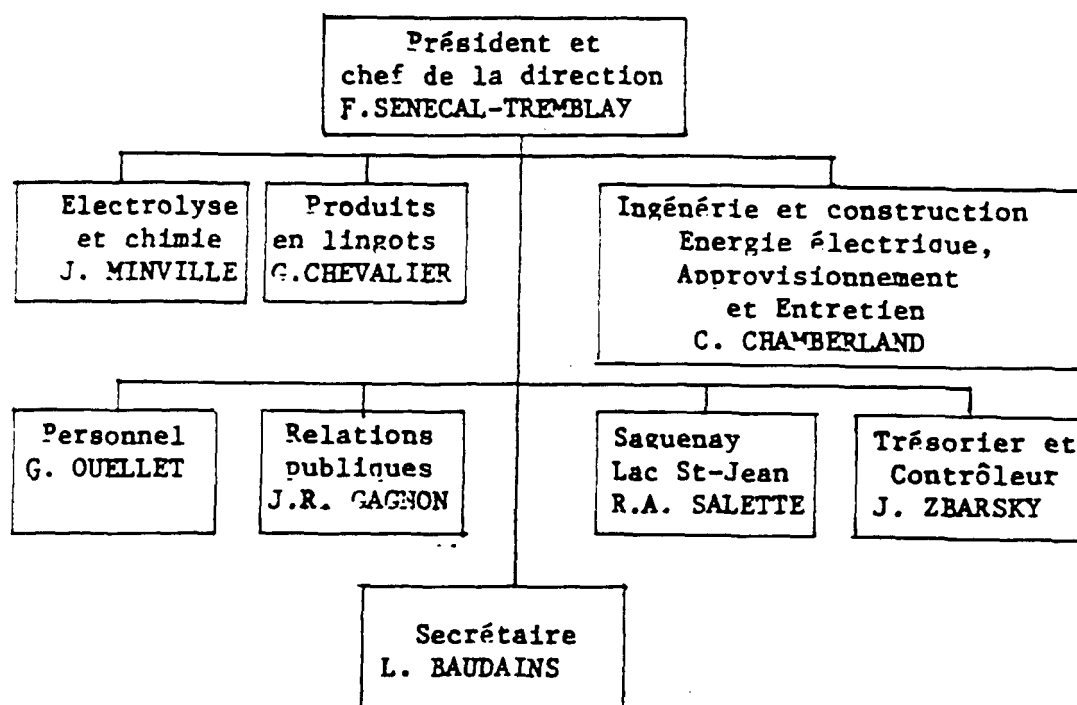 Président et
chef de la direction
F.SENECAL-TREMBLAY
Electrolyse
et chimie
J. MINVILLE
Produits
en lingots
G.CHEVALIER
Ingénérie et construction
Energie électrique,
Approvisionnement
et Entretien
C. CHAMBERLAND
Personnel
G. OUELLET
Relations
publiques
J.R. GAGNON
Saguenay
Lac St-Jean
R.A. SALETTE
Trésorier et
Contrôleur
J. ZBARSKY
Secrétaire
L. BAUDAINS